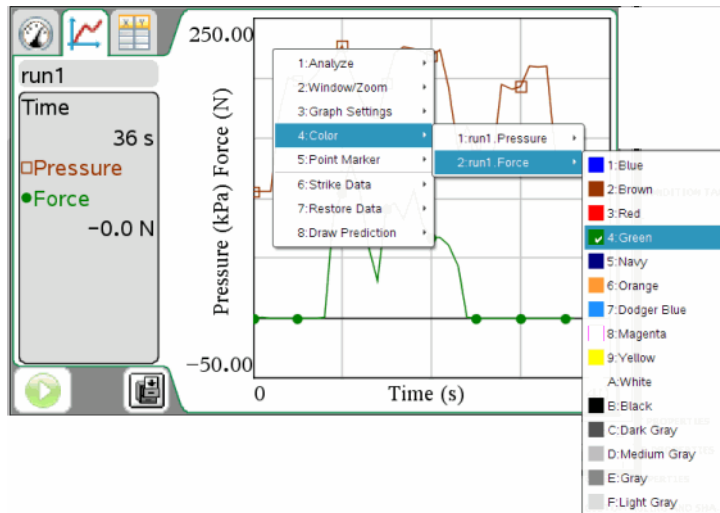 X Y
run1
Time
36 s
Pressure
Force
-0.0 N
250.00
Pressure (kPa) Force (N)
-50.00
0
Time (s)
1:Analyze
2:Window/Zoom
3:Graph Settings
4:Color
5:Point Marker
6:Strike Data
7:Restore Data
8:Draw Prediction
1:run1.Pressure
2:run1.Force
1:Blue
2:Brown
3:Red
4:Green
5:Navy
6:Orange
7:Dodger Blue
8:Magenta
9:Yellow
A:White
B:Black
C:Dark Gray
D:Medium Gray
E:Gray
F:Light Gray